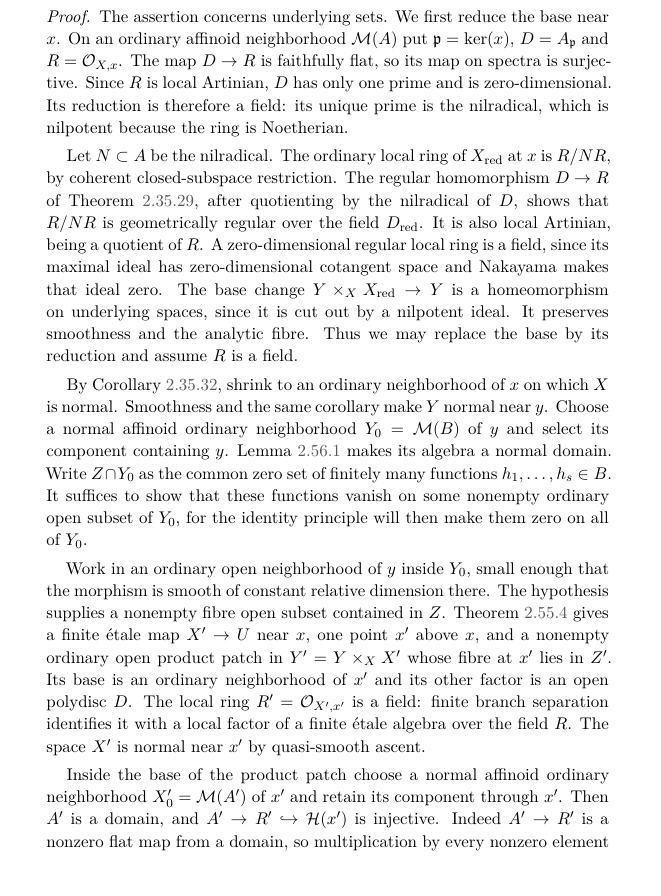 Proof. The assertion concerns underlying sets. We first reduce the base near
x. On an ordinary affinoid neighborhood ℳ(A) put 𝔭 = ker(x), D = A_𝔭 and
R = 𝒪_{X,x}. The map D → R is faithfully flat, so its map on spectra is surjec-
tive. Since R is local Artinian, D has only one prime and is zero-dimensional.
Its reduction is therefore a field: its unique prime is the nilradical, which is
nilpotent because the ring is Noetherian.
Let N ⊂ A be the nilradical. The ordinary local ring of X_red at x is R/NR,
by coherent closed-subspace restriction. The regular homomorphism D → R
of Theorem 2.35.29, after quotienting by the nilradical of D, shows that
R/NR is geometrically regular over the field D_red. It is also local Artinian,
being a quotient of R. A zero-dimensional regular local ring is a field, since its
maximal ideal has zero-dimensional cotangent space and Nakayama makes
that ideal zero. The base change Y ×_X X_red → Y is a homeomorphism
on underlying spaces, since it is cut out by a nilpotent ideal. It preserves
smoothness and the analytic fibre. Thus we may replace the base by its
reduction and assume R is a field.
By Corollary 2.35.32, shrink to an ordinary neighborhood of x on which X
is normal. Smoothness and the same corollary make Y normal near y. Choose
a normal affinoid ordinary neighborhood Y₀ = ℳ(B) of y and select its
component containing y. Lemma 2.56.1 makes its algebra a normal domain.
Write Z∩Y₀ as the common zero set of finitely many functions h₁, . . . , h_s ∈ B.
It suffices to show that these functions vanish on some nonempty ordinary
open subset of Y₀, for the identity principle will then make them zero on all
of Y₀.
Work in an ordinary open neighborhood of y inside Y₀, small enough that
the morphism is smooth of constant relative dimension there. The hypothesis
supplies a nonempty fibre open subset contained in Z. Theorem 2.55.4 gives
a finite étale map X′ → U near x, one point x′ above x, and a nonempty
ordinary open product patch in Y′ = Y ×_X X′ whose fibre at x′ lies in Z′.
Its base is an ordinary neighborhood of x′ and its other factor is an open
polydisc D. The local ring R′ = 𝒪_{X′,x′} is a field: finite branch separation
identifies it with a local factor of a finite étale algebra over the field R. The
space X′ is normal near x′ by quasi-smooth ascent.
Inside the base of the product patch choose a normal affinoid ordinary
neighborhood X′₀ = ℳ(A′) of x′ and retain its component through x′. Then
A′ is a domain, and A′ → R′ ↪ ℋ(x′) is injective. Indeed A′ → R′ is a
nonzero flat map from a domain, so multiplication by every nonzero element